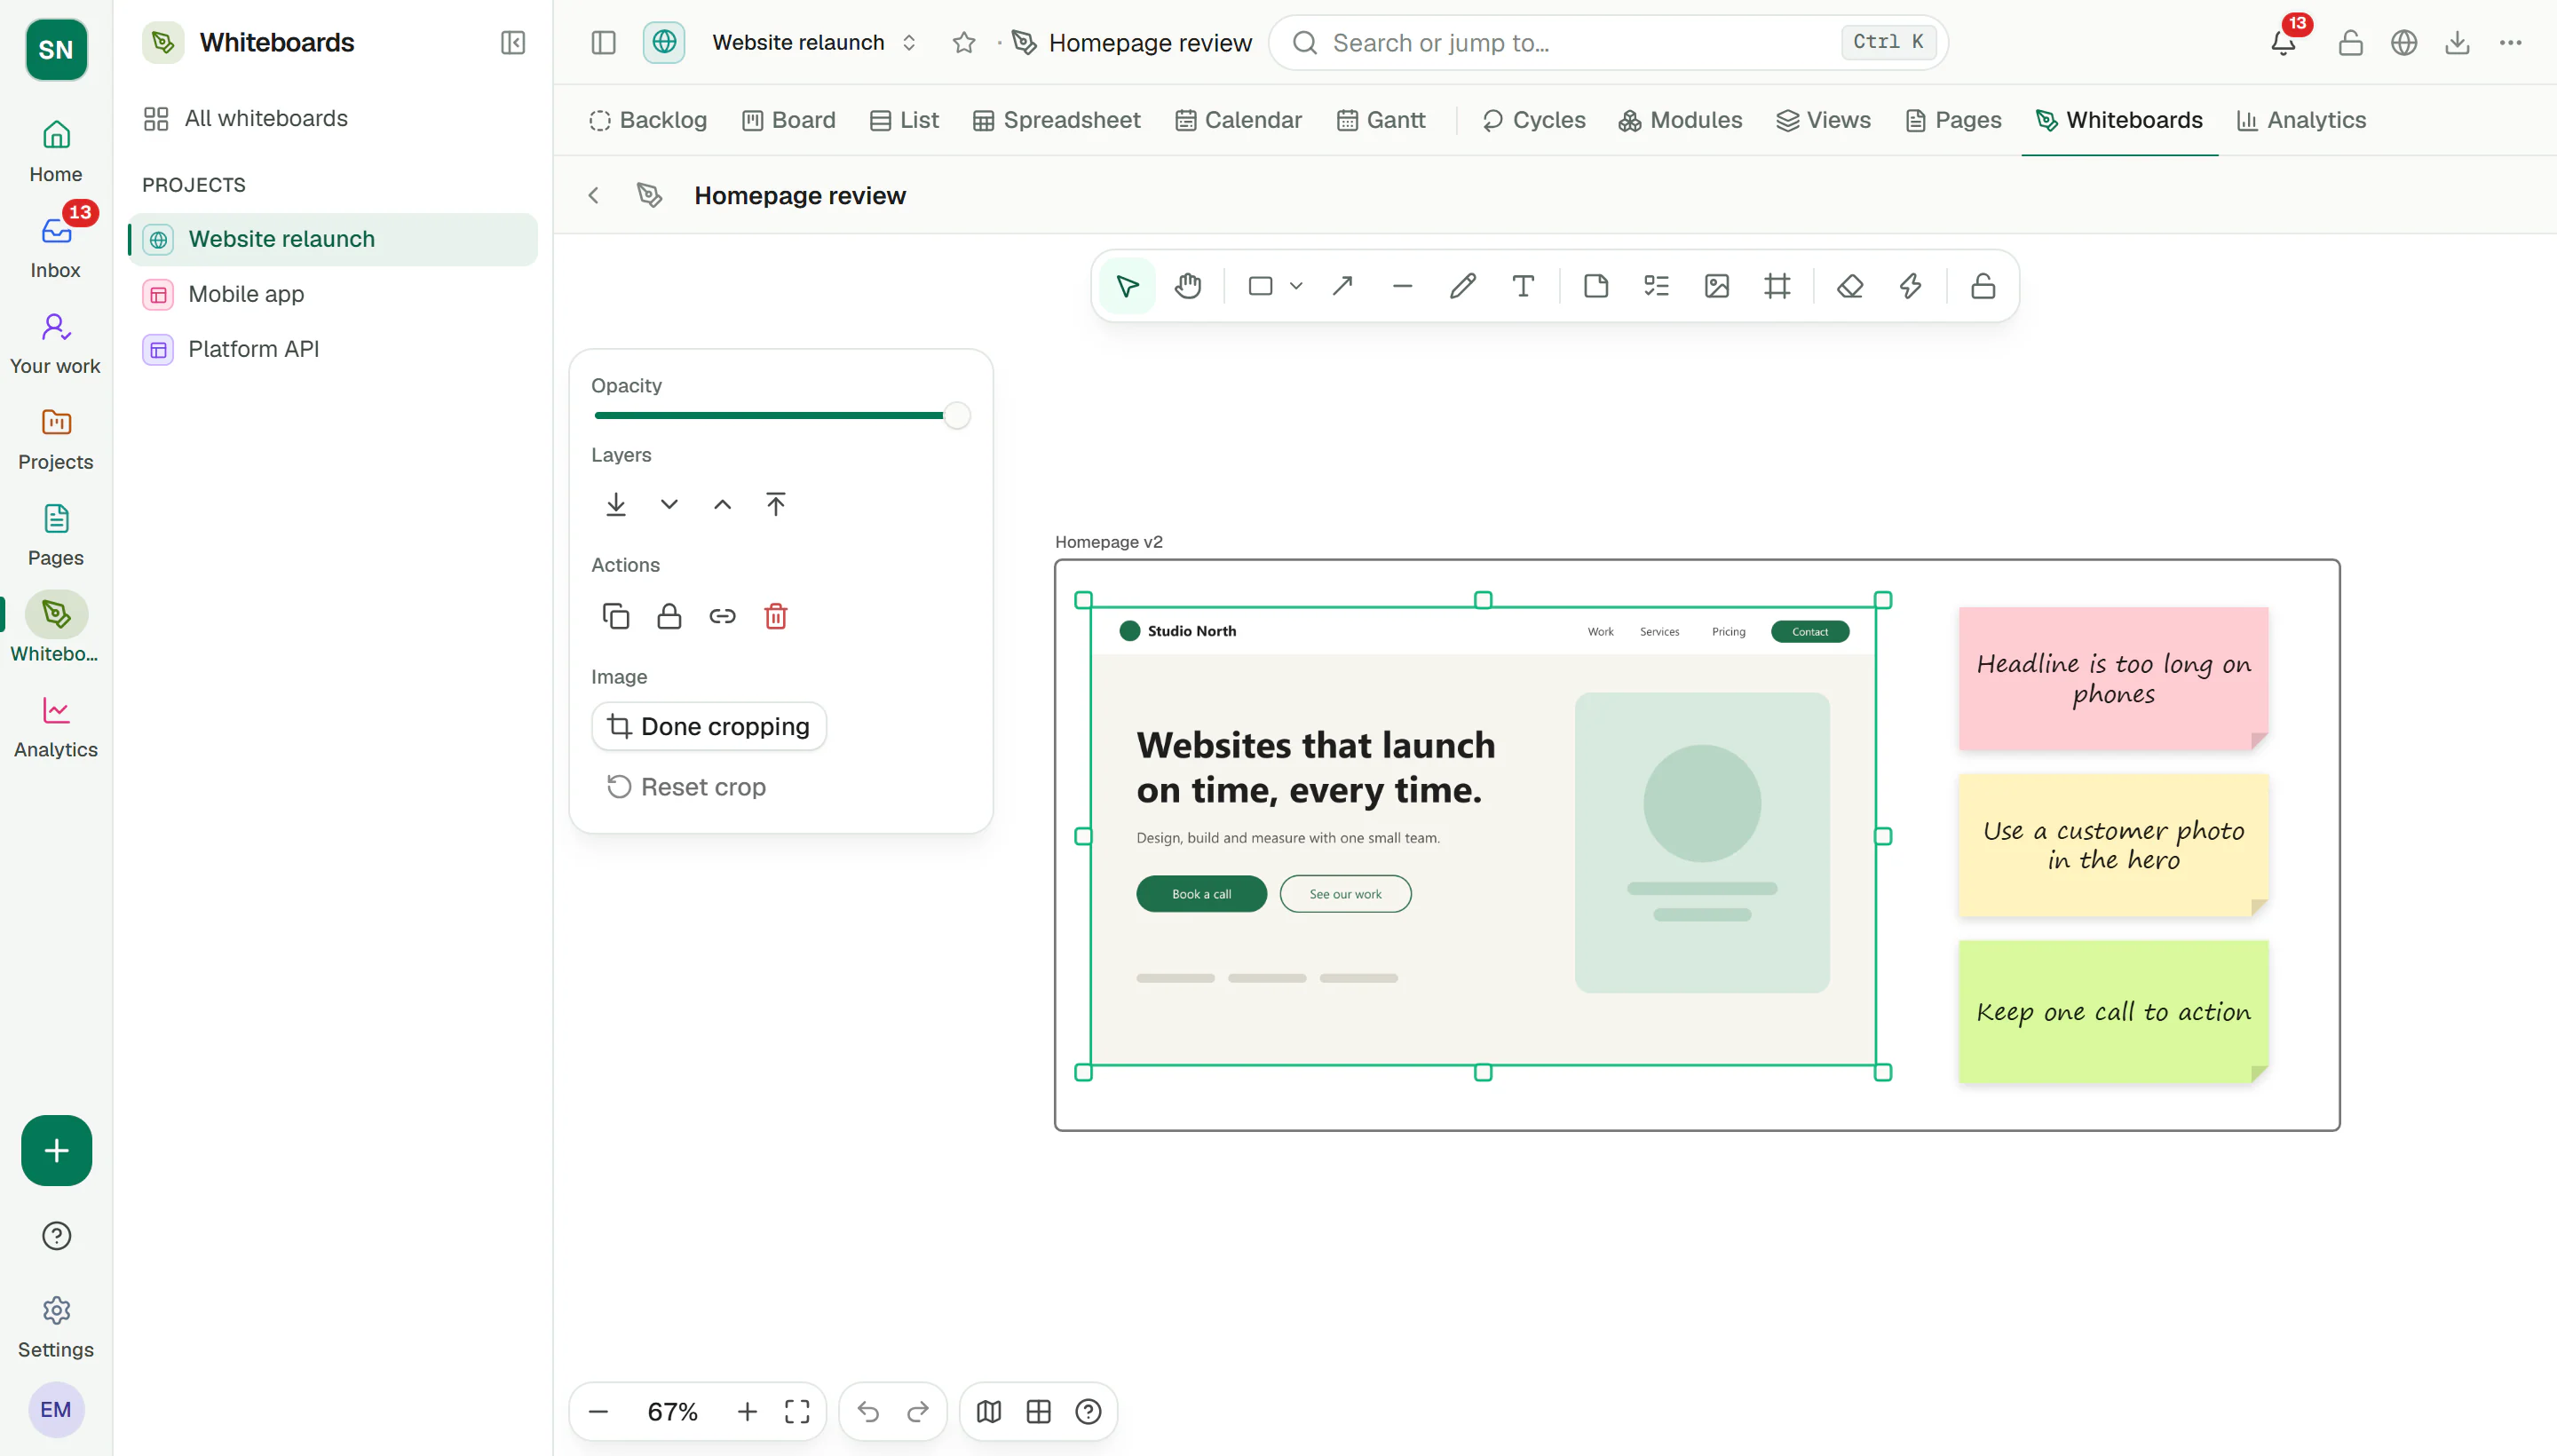 SN
Home
13
Inbox
Your work
Projects
Pages
Whitebo...
Analytics
Settings
EM
Whiteboards
All whiteboards
PROJECTS
Website relaunch
Mobile app
Platform API
Website relaunch
Homepage review
Search or jump to...
Ctrl K
13
Backlog
Board
List
Spreadsheet
Calendar
Gantt
Cycles
Modules
Views
Pages
Whiteboards
Analytics
Homepage review
Opacity
Layers
Actions
Image
Done cropping
Reset crop
Homepage v2
Studio North
Work
Services
Pricing
Contact
Websites that launch
on time, every time.
Design, build and measure with one small team.
Book a call
See our work
Headline is too long on
phones
Use a customer photo
in the hero
Keep one call to action
67%